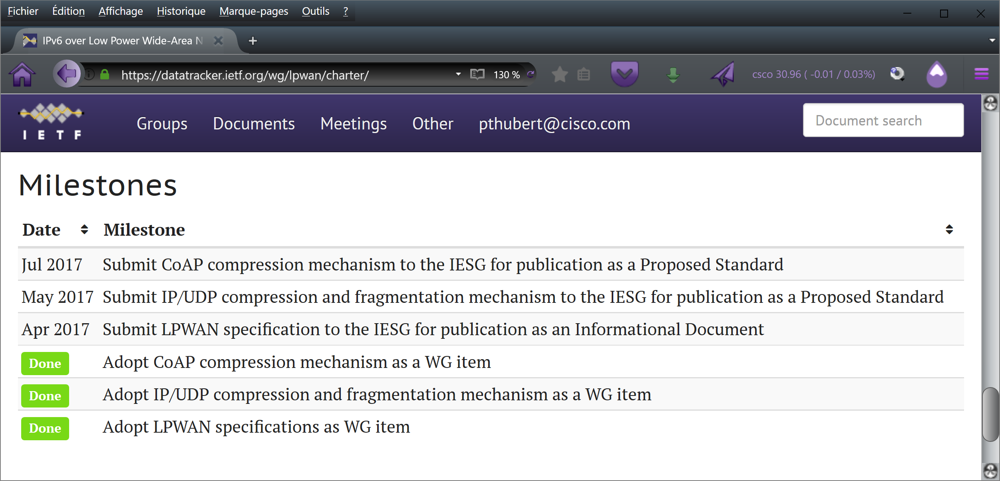 Fichier Édition Affichage Historique Marque-pages Outils ?
IPv6 over Low Power Wide-Area N
https://datatracker.ietf.org/wg/lpwan/charter/ 130 % csco 30.96 ( -0.01 / 0.03%)
IETF Groups Documents Meetings Other pthubert@cisco.com Document search
Milestones
Date Milestone
Jul 2017 Submit CoAP compression mechanism to the IESG for publication as a Proposed Standard
May 2017 Submit IP/UDP compression and fragmentation mechanism to the IESG for publication as a Proposed Standard
Apr 2017 Submit LPWAN specification to the IESG for publication as an Informational Document
Done Adopt CoAP compression mechanism as a WG item
Done Adopt IP/UDP compression and fragmentation mechanism as a WG item
Done Adopt LPWAN specifications as WG item